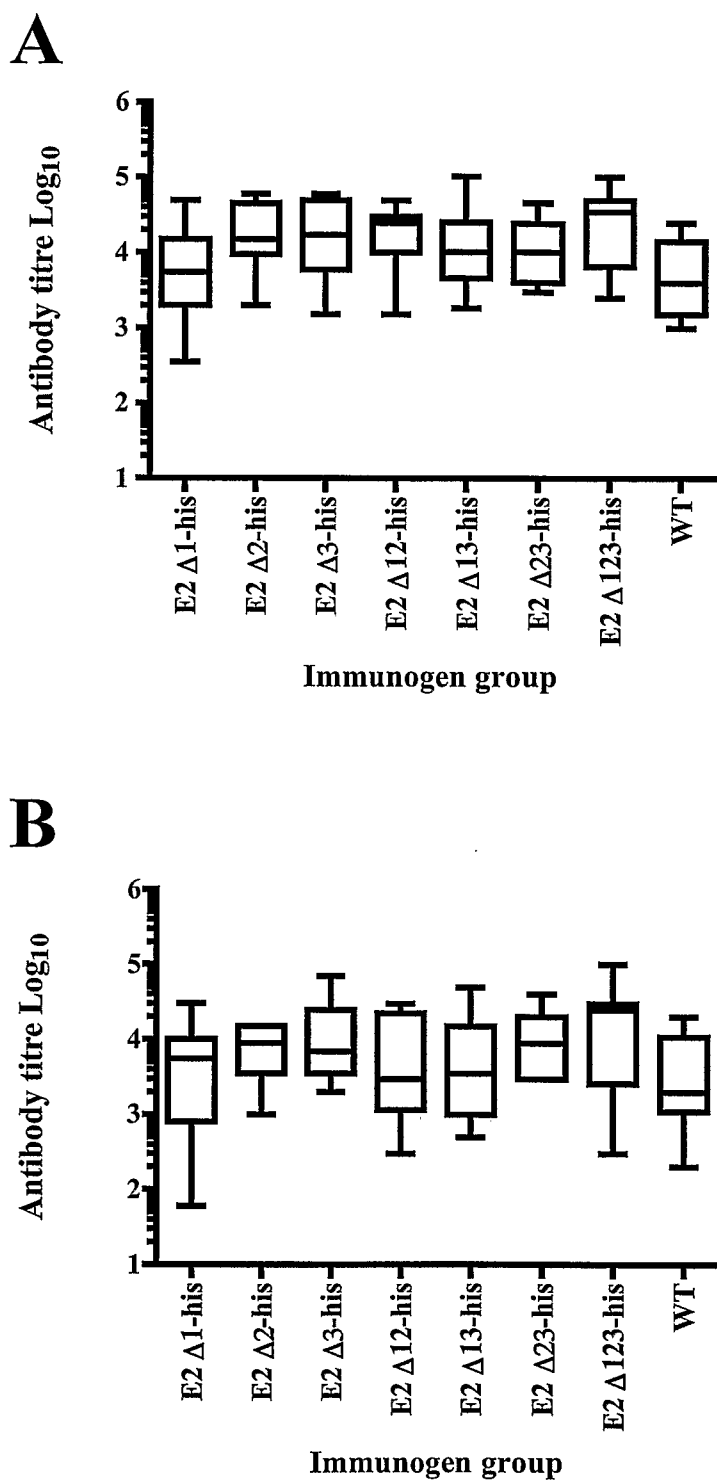 A
Antibody titre Log10
6
5
4
3
2
1
E2 Δ1-his
E2 Δ2-his
E2 Δ3-his
E2 Δ12-his
E2 Δ13-his
E2 Δ23-his
E2 Δ123-his
WT
Immunogen group
B
Antibody titre Log10
6
5
4
3
2
1
E2 Δ1-his
E2 Δ2-his
E2 Δ3-his
E2 Δ12-his
E2 Δ13-his
E2 Δ23-his
E2 Δ123-his
WT
Immunogen group